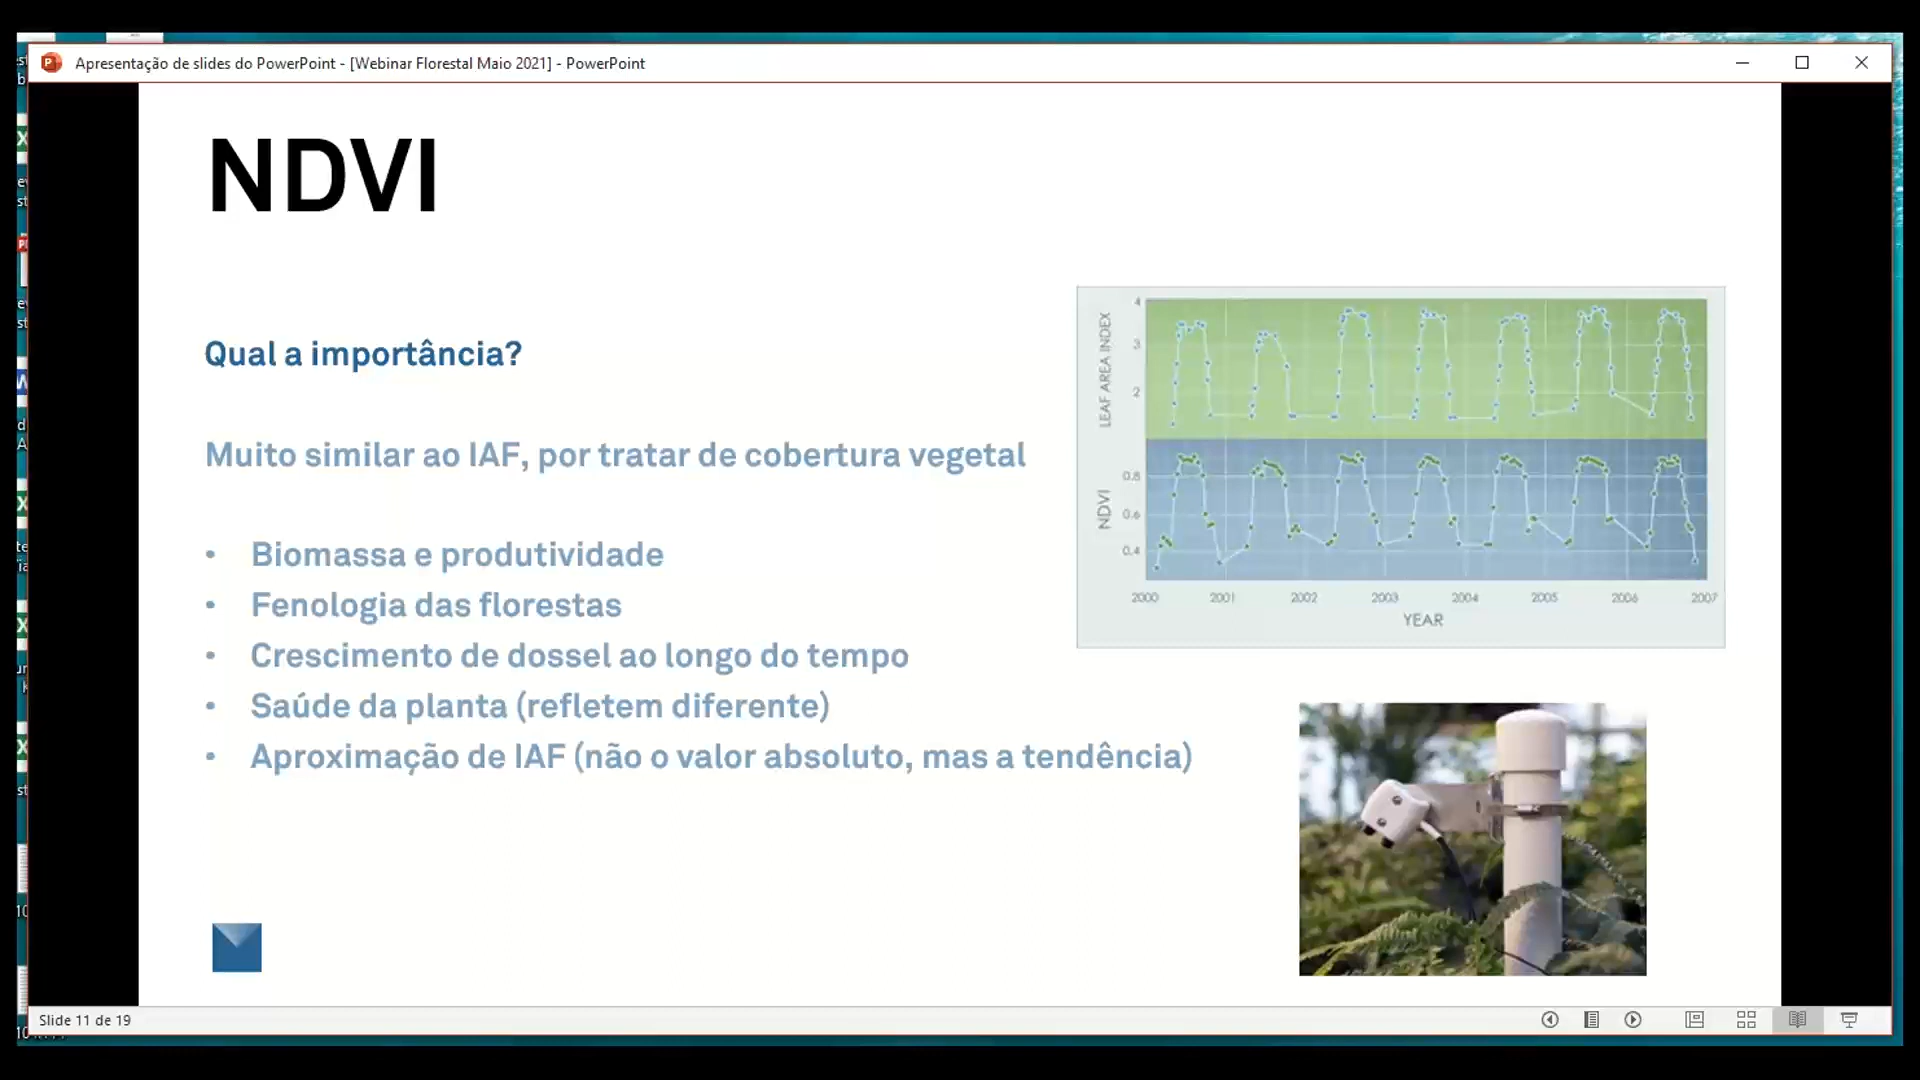 Apresentação de slides do PowerPoint - [Webinar Florestal Maio 2021] - PowerPoint
NDVI
Qual a importância?
Muito similar ao IAF, por tratar de cobertura vegetal
• Biomassa e produtividade
• Fenologia das florestas
• Crescimento de dossel ao longo do tempo
• Saúde da planta (refletem diferente)
• Aproximação de IAF (não o valor absoluto, mas a tendência)
LEAF AREA INDEX
4
3
2
NDVI
0.8
0.6
0.4
2000 2001 2002 2003 2004 2005 2006 2007
YEAR
Slide 11 de 19